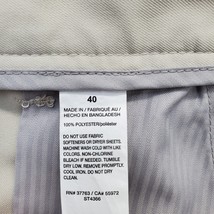 40
MADE IN / FABRIQUÉ AU /
HECHO EN BANGLADESH
100% POLYESTER/poliéster
DO NOT USE FABRIC
SOFTENERS OR DRYER SHEETS
MACHINE WASH COLD WITH LIKE
COLORS. NON-CHLORINE
BLEACH IF NEEDED. TUMBLE
DRY LOW. REMOVE PROMPTLY.
COOL IRON. DO NOT DRY
CLEAN.
RN# 37763 / CA# 55972
ST4366